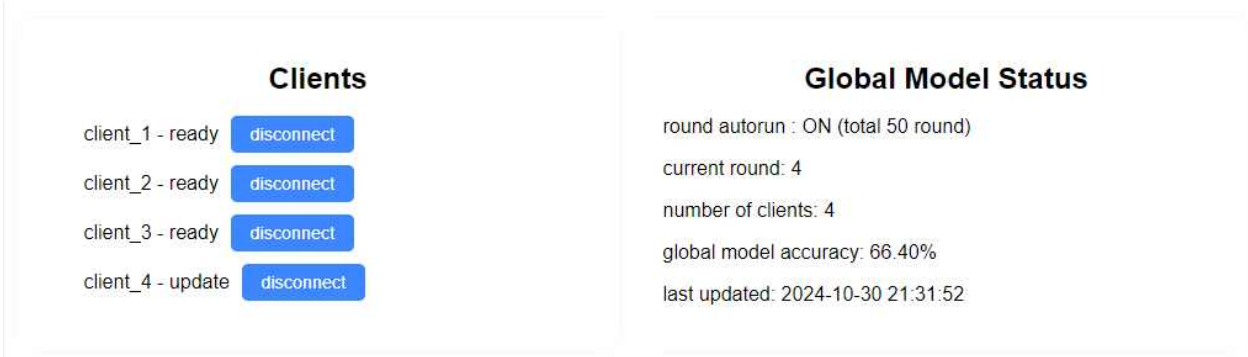 Clients
client_1 - ready disconnect
client_2 - ready disconnect
client_3 - ready disconnect
client_4 - update disconnect
Global Model Status
round autorun : ON (total 50 round)
current round: 4
number of clients: 4
global model accuracy: 66.40%
last updated: 2024-10-30 21:31:52